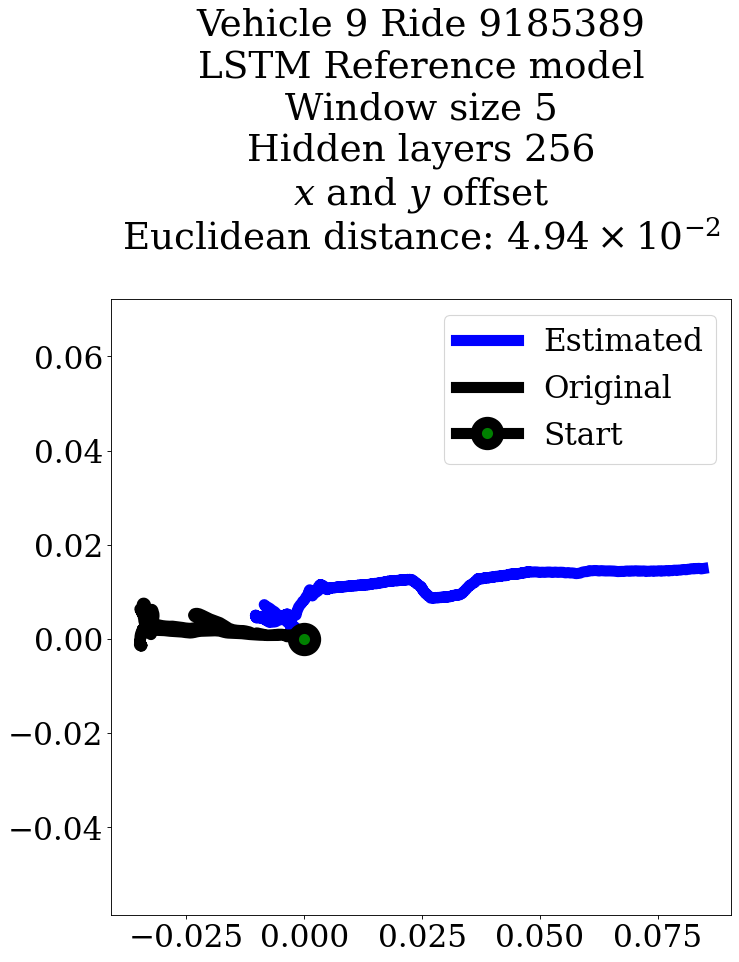 Vehicle 9 Ride 9185389
LSTM Reference model
Window size 5
Hidden layers 256
x and y offset
Euclidean distance: 4.94 × 10⁻²
Estimated
Original
Start
0.06
0.04
0.02
0.00
−0.02
−0.04
−0.025 0.000 0.025 0.050 0.075